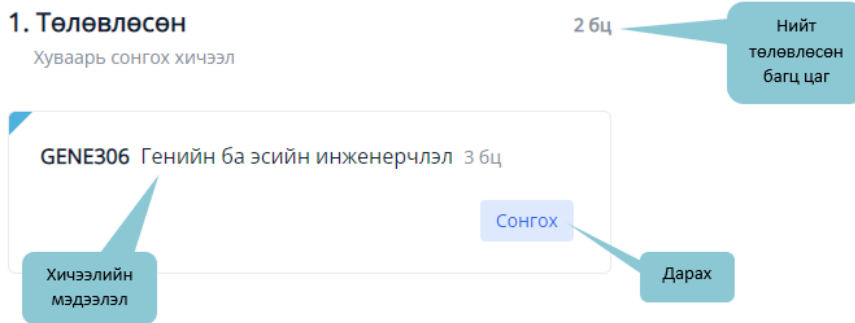 1. Төлөвлөсөн
2 бц
Нийт
төлөвлөсөн
багц цаг
Хуваарь сонгох хичээл
GENE306 Генийн ба эсийн инженерчлэл 3 бц
Сонгох
Хичээлийн
мэдээлэл
Дарах